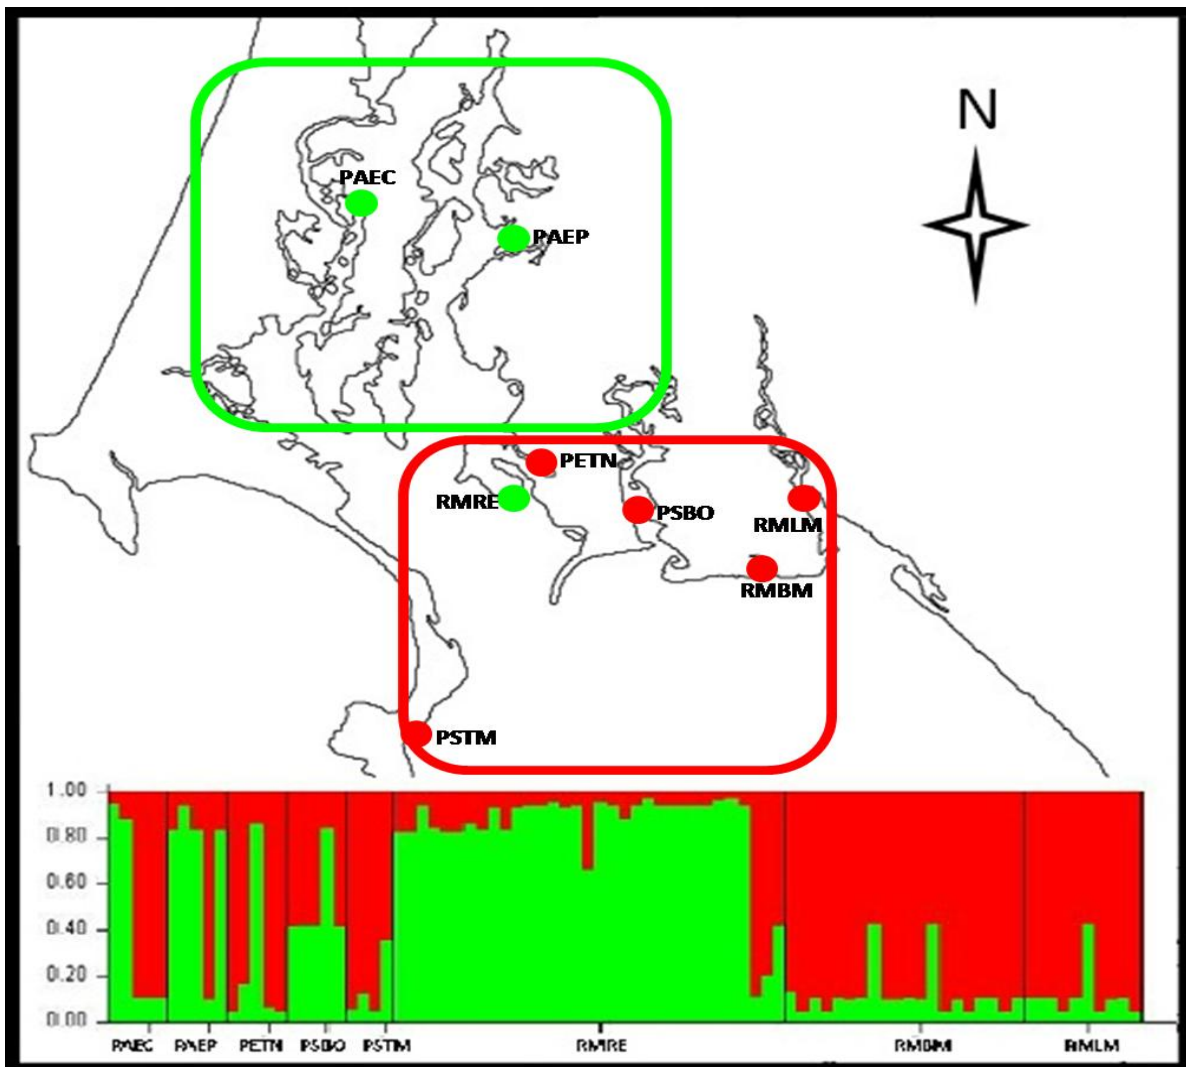 N
PAEC
PAEP
PETN
RMRE
PSBO
RMLM
RMBM
PSTM
1.00
0.80
0.60
0.40
0.20
0.00
PAEC PAEP PETN PSBO PSTM RMRE RMBM RMLM